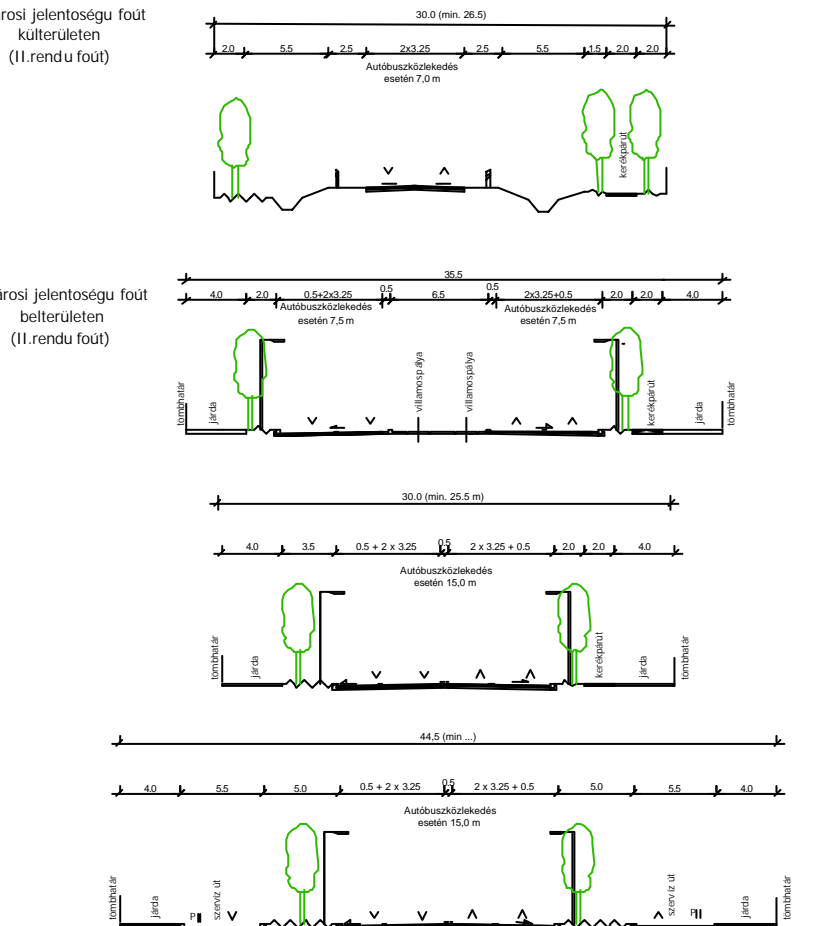 rosi jelentoségu foút
külterületen
(II.rendu foút)
30.0 (min. 26.5)
2.0 5.5 2.5 2x3.25 2.5 5.5 1.5 2.0 2.0
Autóbuszközlekedés
esetén 7,0 m
kerékpárút
árosi jelentoségu foút
belterületen
(II.rendu foút)
35.5
4.0 2.0 0.5+2x3.25 0.5 6.5 0.5 2x3.25+0.5 2.0 2.0 4.0
Autóbuszközlekedés
esetén 7,5 m
Autóbuszközlekedés
esetén 7,5 m
tömbhatár
járda
villamospálya
villamospálya
kerékpárút
járda
tömbhatár
30.0 (min. 25.5 m)
4.0 3.5 0.5 + 2 x 3.25 0.5 2 x 3.25 + 0.5 2.0 2.0 4.0
Autóbuszközlekedés
esetén 15,0 m
tömbhatár
járda
kerékpárút
járda
tömbhatár
44,5 (min ...)
4.0 5.5 5.0 0.5 + 2 x 3.25 0.5 2 x 3.25 + 0.5 5.0 5.5 4.0
Autóbuszközlekedés
esetén 15,0 m
tömbhatár
járda
P
szerviz út
szerviz út
P
járda
tömbhatár